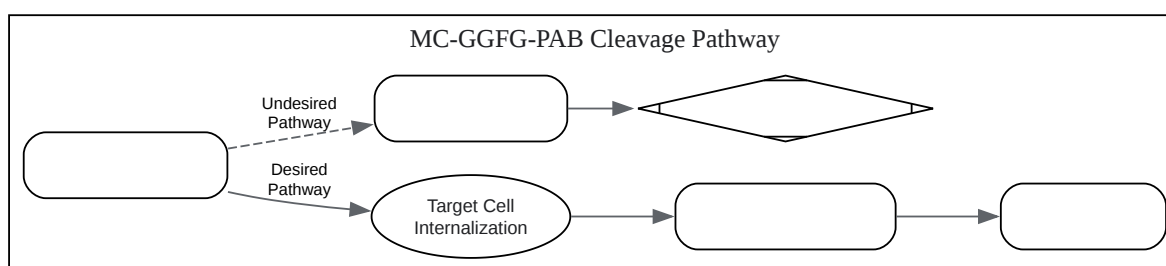 MC-GGFG-PAB Cleavage Pathway
Undesired
Pathway
Desired
Pathway
Target Cell
Internalization